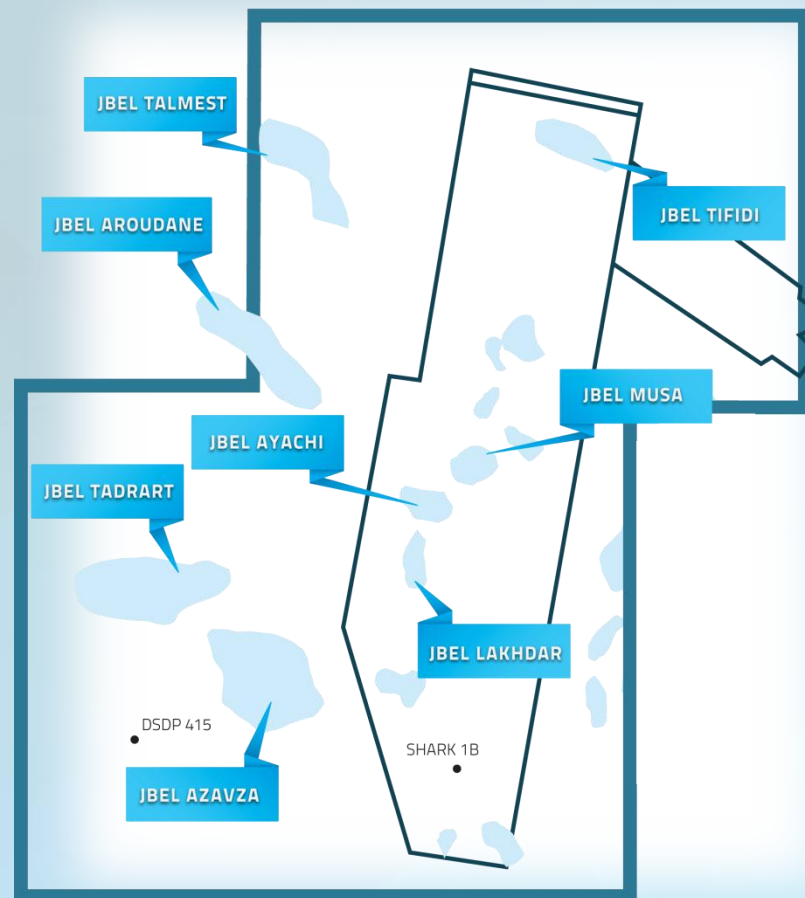 JBEL TALMEST
JBEL TIFIDI
JBEL AROUDANE
JBEL MUSA
JBEL AYACHI
JBEL TADRART
JBEL LAKHDAR
DSDP 415
SHARK 1B
JBEL AZAVZA